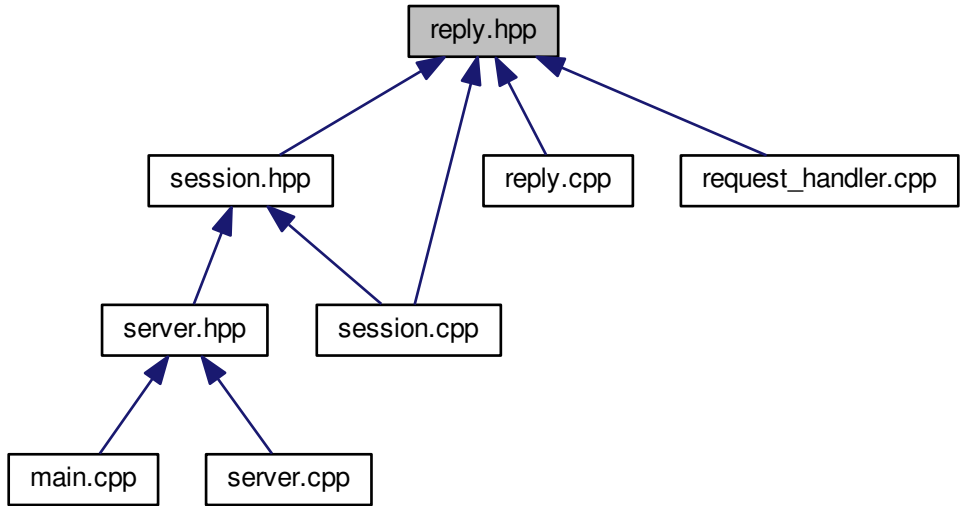 reply.hpp
session.hpp
reply.cpp
request_handler.cpp
server.hpp
session.cpp
main.cpp
server.cpp